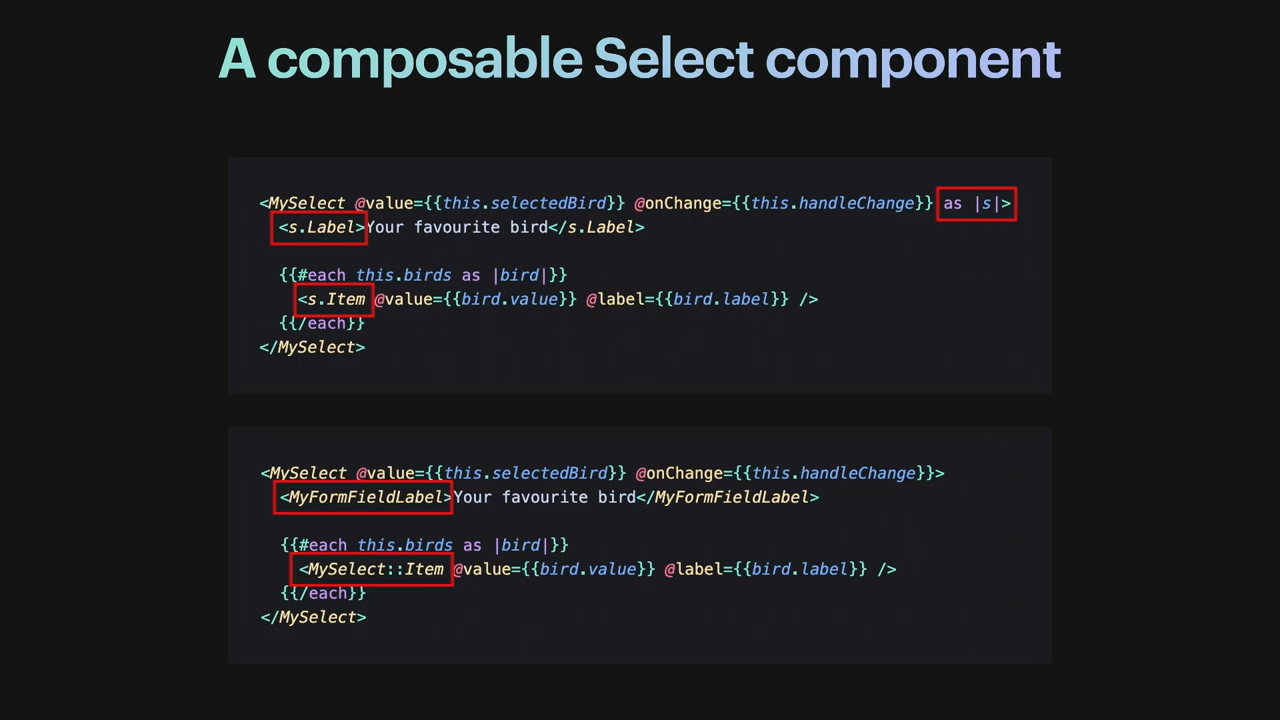 A composable Select component
<MySelect @value={{this.selectedBird}} @onChange={{this.handleChange}} as |s|>
<s.Label>Your favourite bird</s.Label>
{{#each this.birds as |bird|}}
<s.Item @value={{bird.value}} @label={{bird.label}} />
{{/each}}
</MySelect>
<MySelect @value={{this.selectedBird}} @onChange={{this.handleChange}}>
<MyFormFieldLabel>Your favourite bird</MyFormFieldLabel>
{{#each this.birds as |bird|}}
<MySelect::Item @value={{bird.value}} @label={{bird.label}} />
{{/each}}
</MySelect>